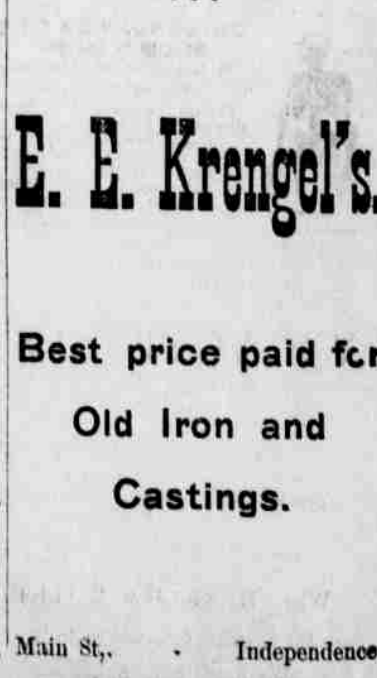 E. E. Krengel's.
Best price paid for
Old Iron and
Castings.
Main St,. - Independence